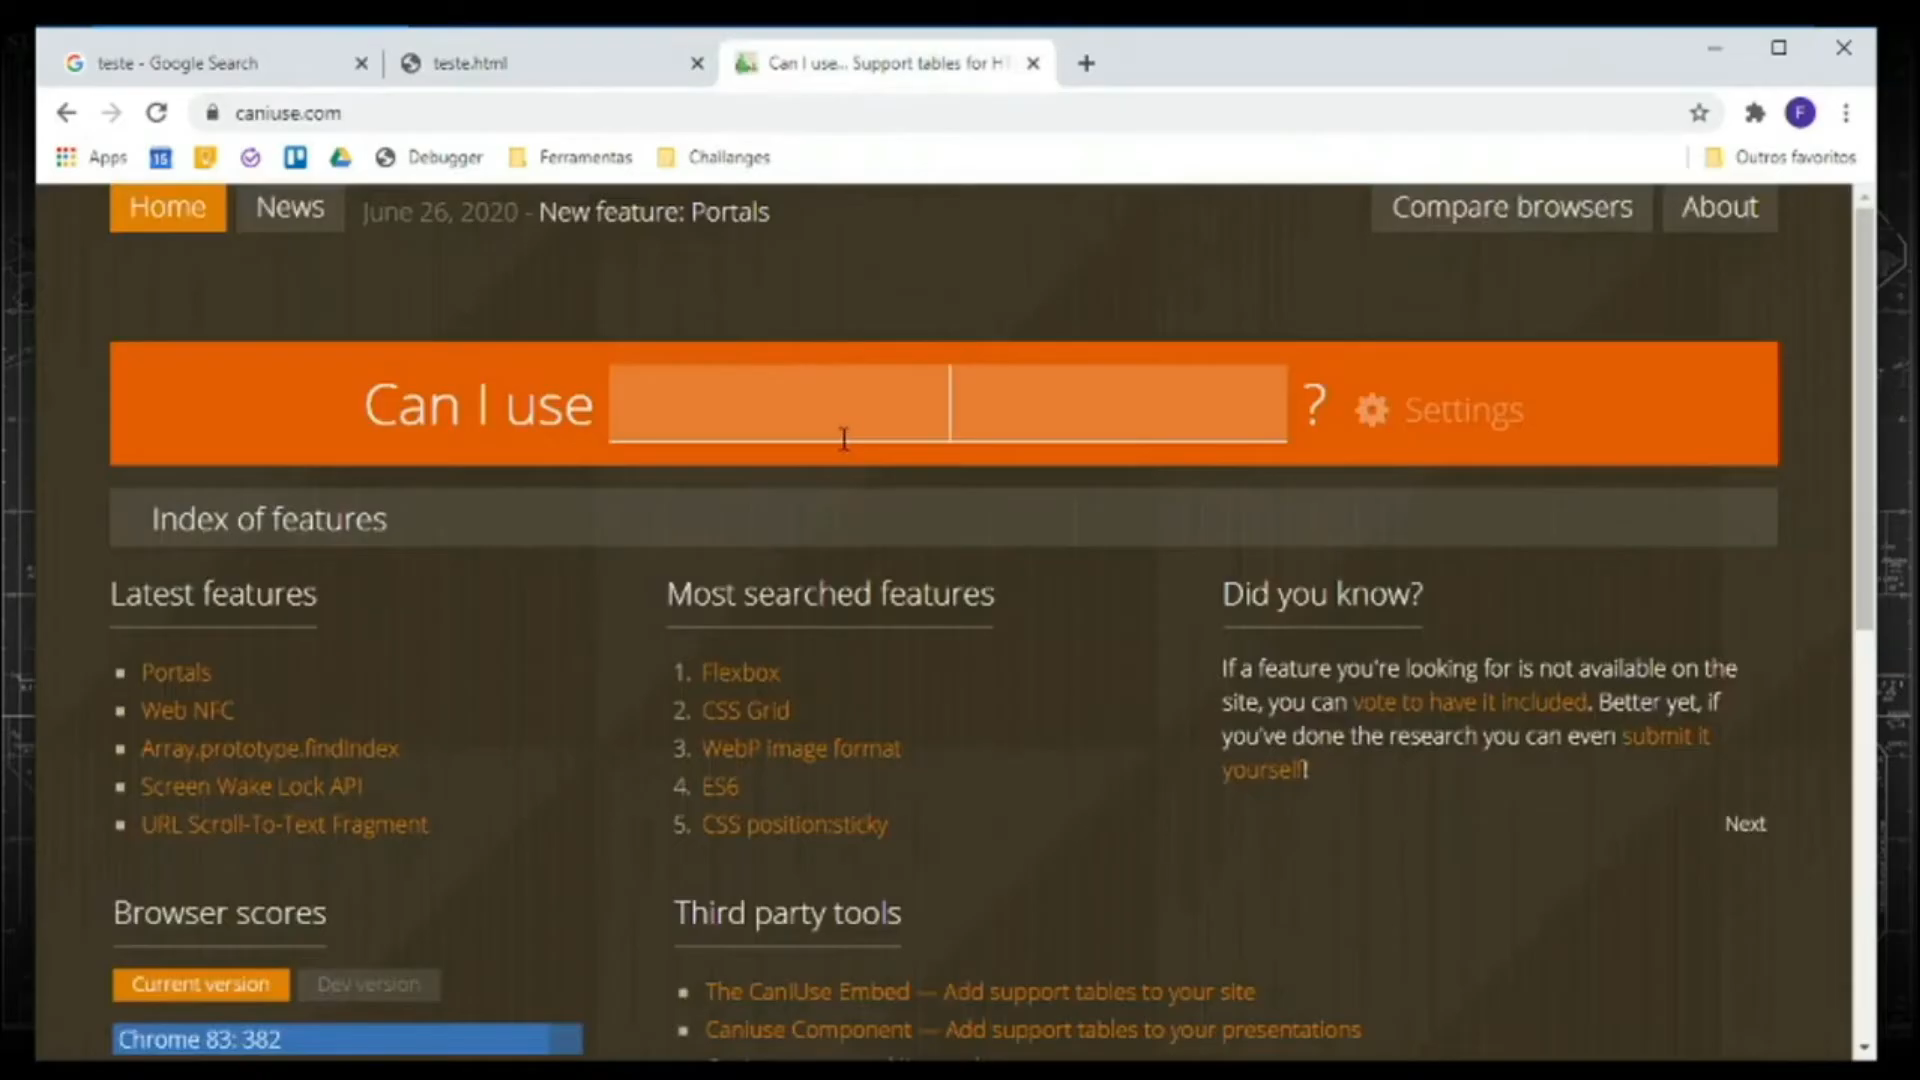 teste - Google Search
teste.html
Can I use... Support tables for HT
caniuse.com
F
Apps
15
Debugger
Ferramentas
Challanges
Outros favoritos
Home
News
June 26, 2020 - New feature: Portals
Compare browsers
About
Can I use
?
Settings
Index of features
Latest features
Portals
Web NFC
Array.prototype.findIndex
Screen Wake Lock API
URL Scroll-To-Text Fragment
Most searched features
1. Flexbox
2. CSS Grid
3. WebP image format
4. ES6
5. CSS position:sticky
Did you know?
If a feature you're looking for is not available on the
site, you can vote to have it included. Better yet, if
you've done the research you can even submit it
yourself!
Next
Browser scores
Current version
Dev version
Chrome 83: 382
Third party tools
The CanIUse Embed — Add support tables to your site
Caniuse Component — Add support tables to your presentations